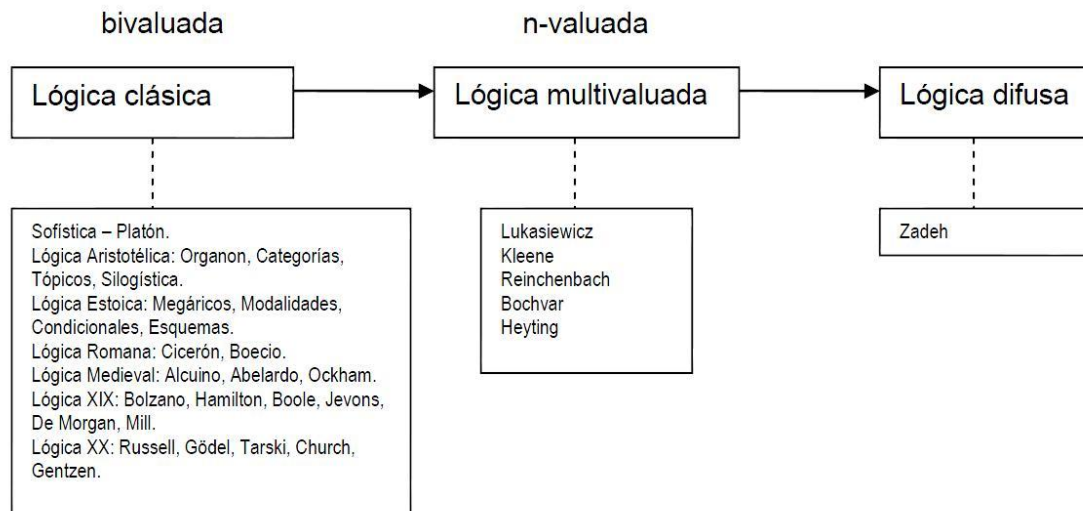 bivaluada
n-valuada
Lógica clásica
Lógica multivaluada
Lógica difusa
Sofística – Platón.
Lógica Aristotélica: Organon, Categorías,
Tópicos, Silogística.
Lógica Estoica: Megáricos, Modalidades,
Condicionales, Esquemas.
Lógica Romana: Cicerón, Boecio.
Lógica Medieval: Alcuino, Abelardo, Ockham.
Lógica XIX: Bolzano, Hamilton, Boole, Jevons,
De Morgan, Mill.
Lógica XX: Russell, Gödel, Tarski, Church,
Gentzen.
Lukasiewicz
Kleene
Reinchenbach
Bochvar
Heyting
Zadeh